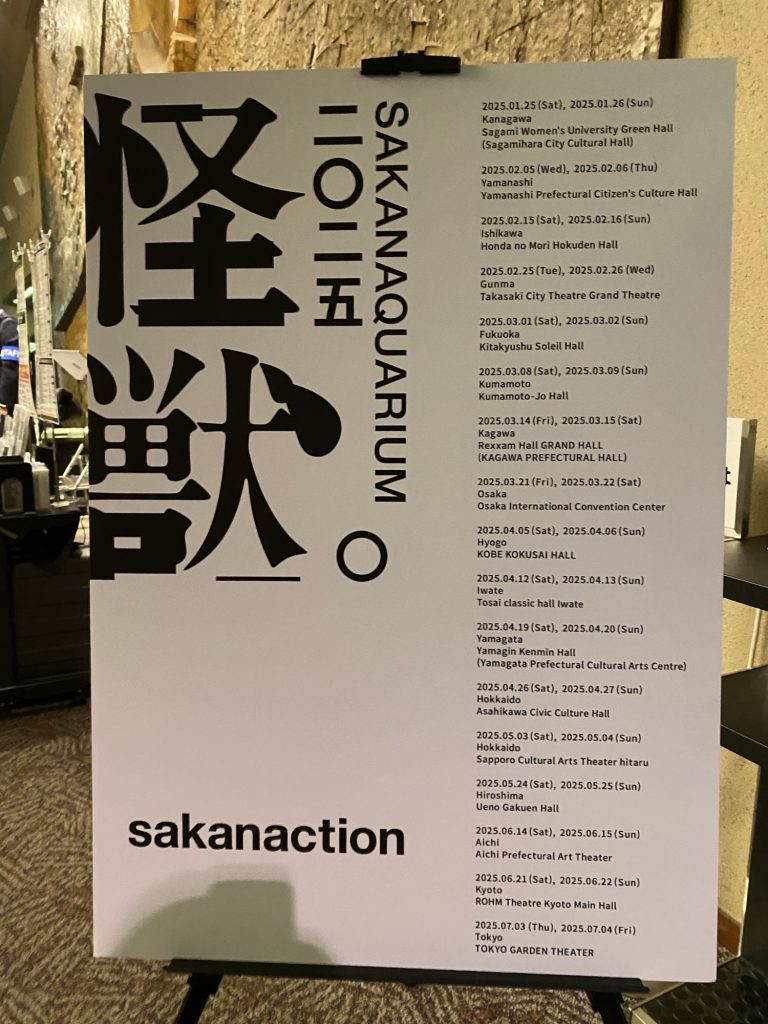 SAKANAQUARIUM
二〇二五
怪獣
sakanaction
2025.01.25(Sat), 2025.01.26(Sun)
Kanagawa
Sagami Women's University Green Hall
(Sagamihara City Cultural Hall)
2025.02.05(Wed), 2025.02.06(Thu)
Yamanashi
Yamanashi Prefectural Citizen's Culture Hall
2025.02.15(Sat), 2025.02.16(Sun)
Ishikawa
Honda no Mori Hokuden Hall
2025.02.25(Tue), 2025.02.26(Wed)
Gunma
Takasaki City Theatre Grand Theatre
2025.03.01(Sat), 2025.03.02(Sun)
Fukuoka
Kitakyushu Soleil Hall
2025.03.08(Sat), 2025.03.09(Sun)
Kumamoto
Kumamoto-Jo Hall
2025.03.14(Fri), 2025.03.15(Sat)
Kagawa
Rexxam Hall GRAND HALL
(KAGAWA PREFECTURAL HALL)
2025.03.21(Fri), 2025.03.22(Sat)
Osaka
Osaka International Convention Center
2025.04.05(Sat), 2025.04.06(Sun)
Hyogo
KOBE KOKUSAI HALL
2025.04.12(Sat), 2025.04.13(Sun)
Iwate
Tosai classic hall Iwate
2025.04.19(Sat), 2025.04.20(Sun)
Yamagata
Yamagin Kenmin Hall
(Yamagata Prefectural Cultural Arts Centre)
2025.04.26(Sat), 2025.04.27(Sun)
Hokkaido
Asahikawa Civic Culture Hall
2025.05.03(Sat), 2025.05.04(Sun)
Hokkaido
Sapporo Cultural Arts Theater hitaru
2025.05.24(Sat), 2025.05.25(Sun)
Hiroshima
Ueno Gakuen Hall
2025.06.14(Sat), 2025.06.15(Sun)
Aichi
Aichi Prefectural Art Theater
2025.06.21(Sat), 2025.06.22(Sun)
Kyoto
ROHM Theatre Kyoto Main Hall
2025.07.03(Thu), 2025.07.04(Fri)
Tokyo
TOKYO GARDEN THEATER